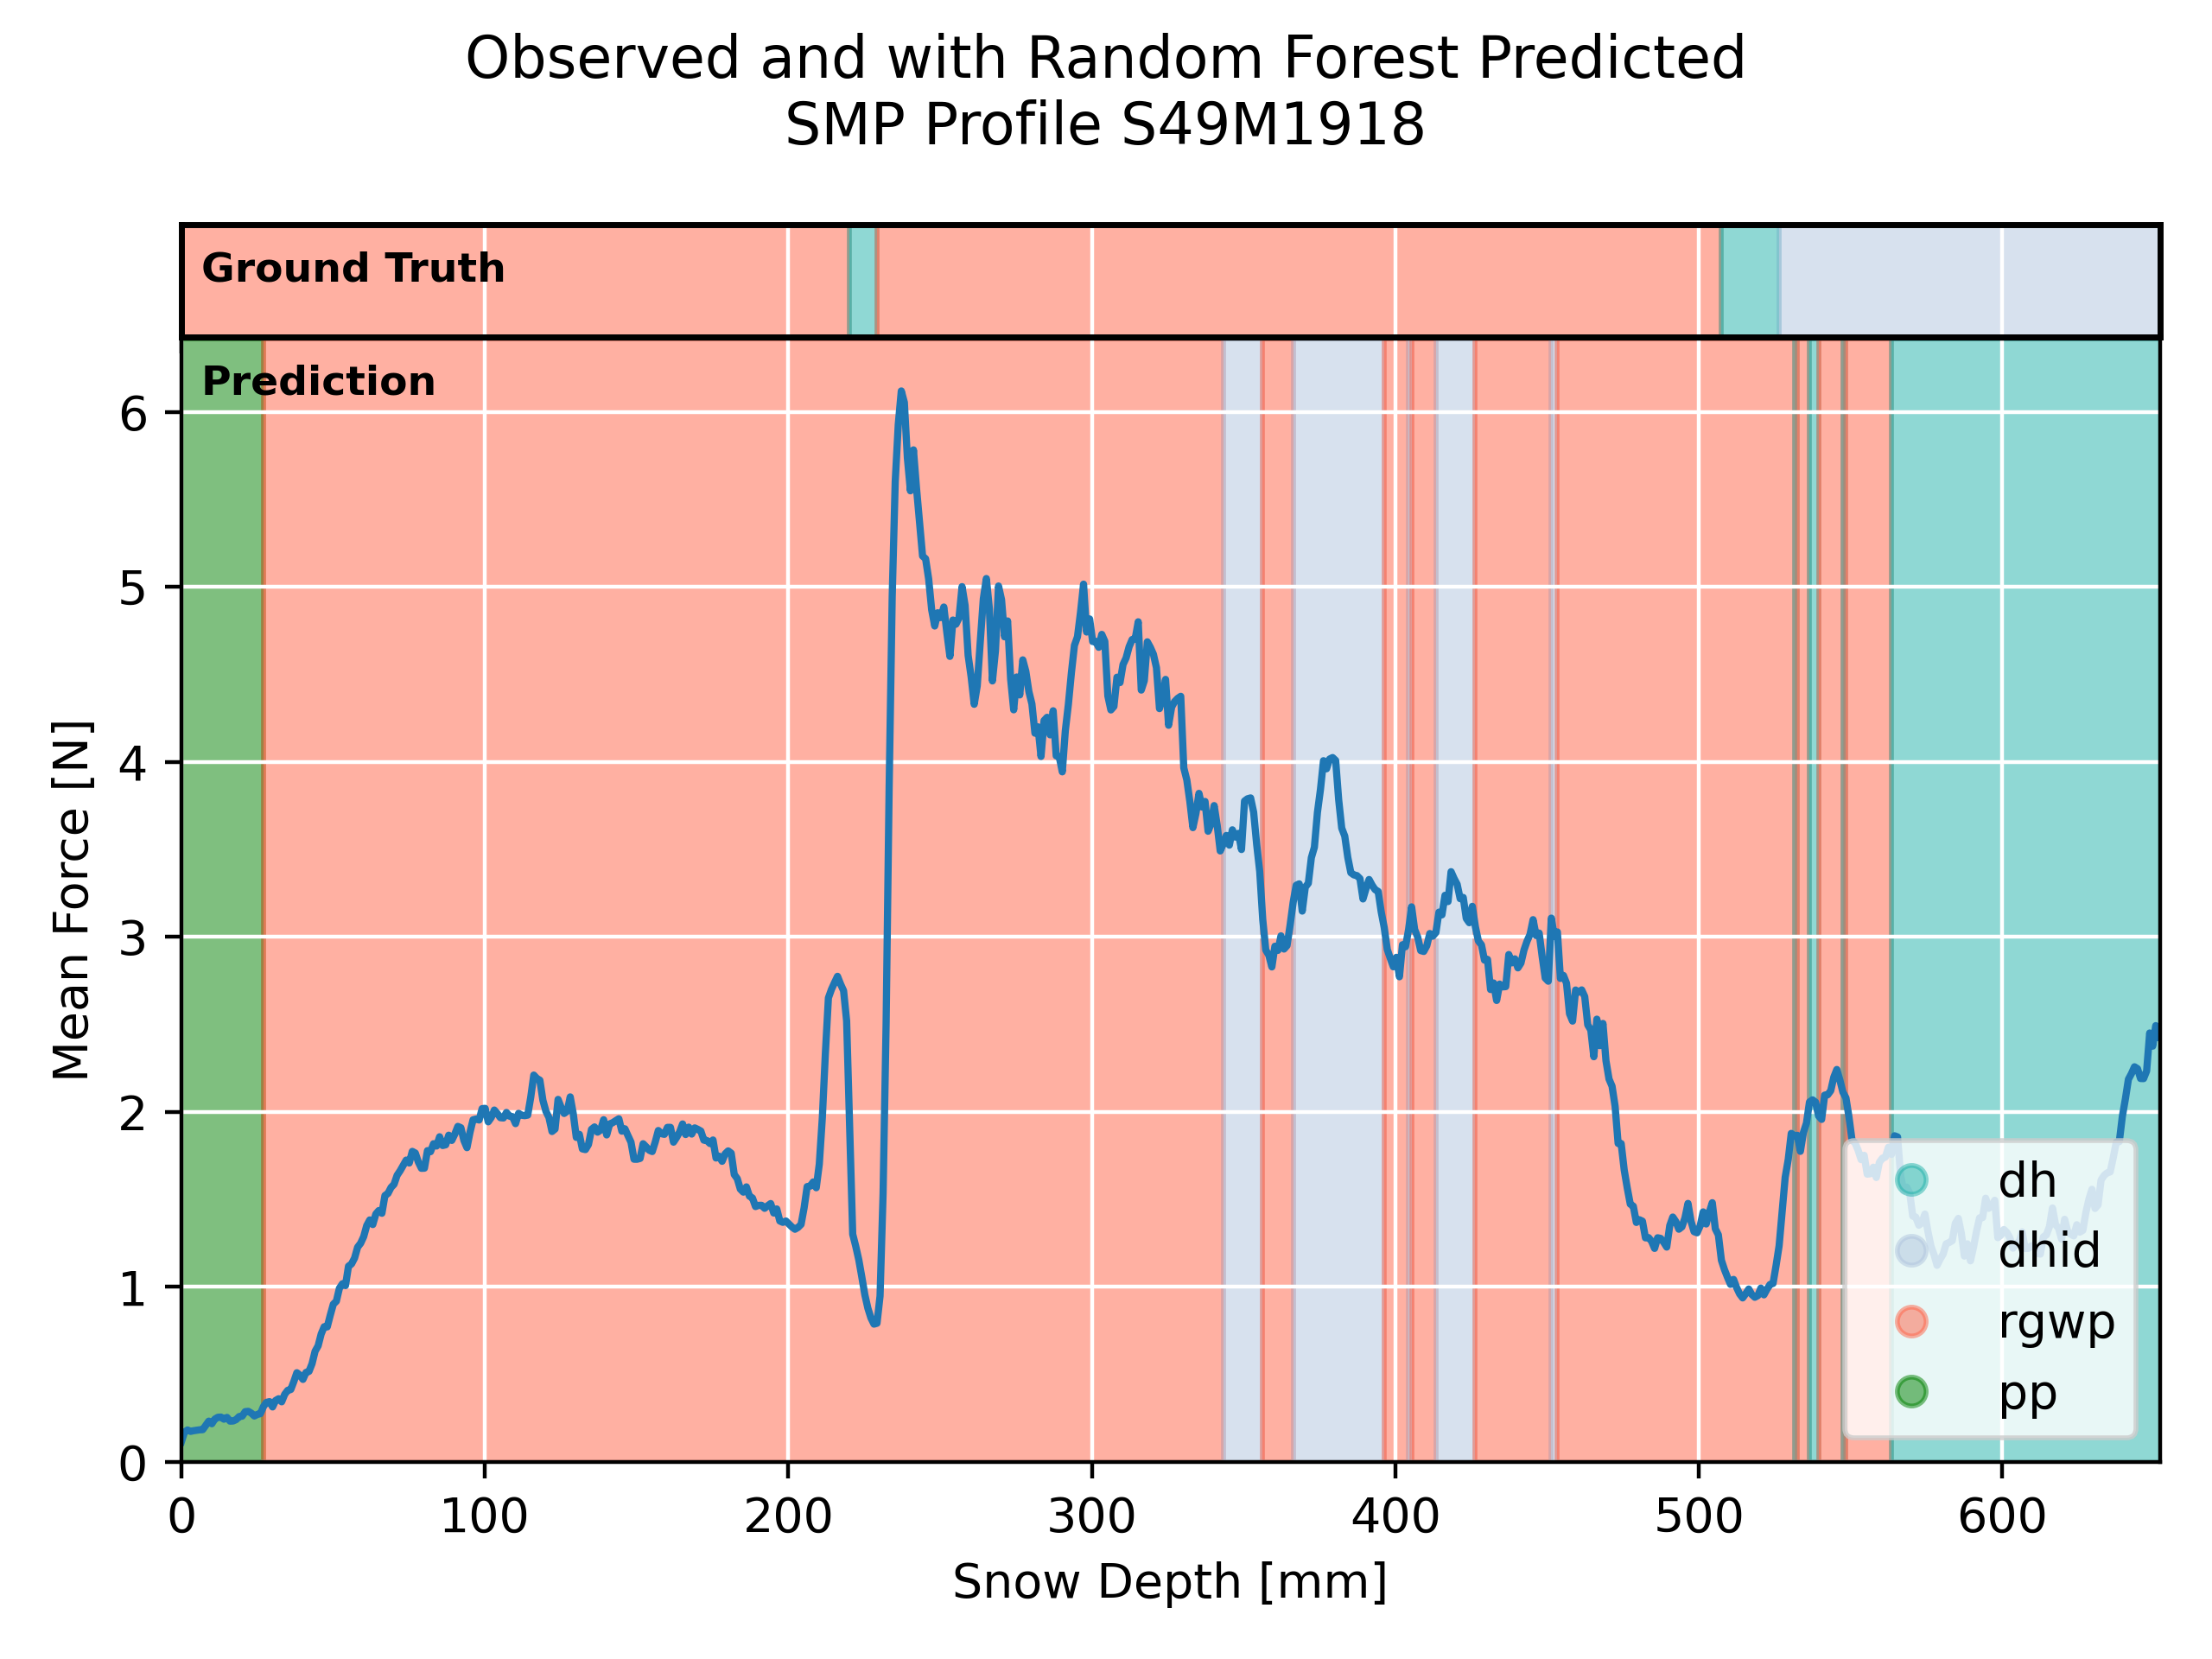 Observed and with Random Forest Predicted
SMP Profile S49M1918
Ground Truth
Prediction
6
5
4
3
2
1
0
Mean Force [N]
dh
dhid
rgwp
pp
0 100 200 300 400 500 600
Snow Depth [mm]